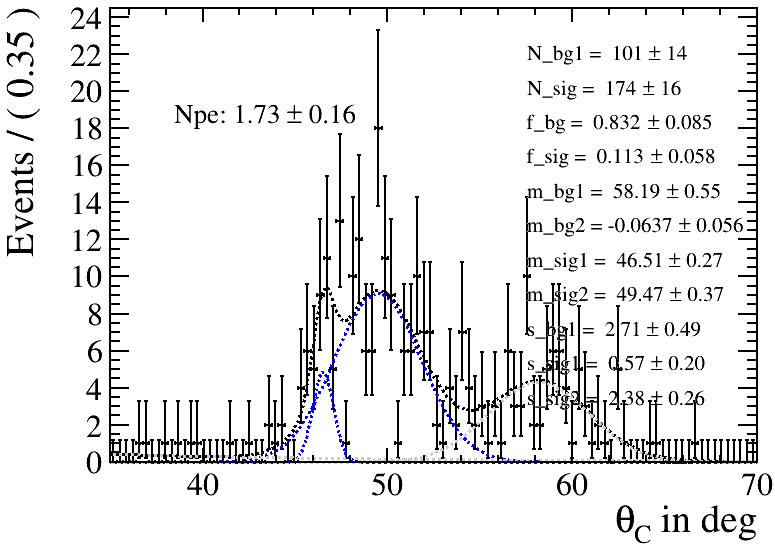 Events / ( 0.35 )
24
22
20
18
16
14
12
10
8
6
4
2
0
Npe: 1.73 ± 0.16
N_bg1 = 101 ± 14
N_sig = 174 ± 16
f_bg = 0.832 ± 0.085
f_sig = 0.113 ± 0.058
m_bg1 = 58.19 ± 0.55
m_bg2 = -0.0637 ± 0.056
m_sig1 = 46.51 ± 0.27
m_sig2 = 49.47 ± 0.37
s_bg1 = 2.71 ± 0.49
s_sig1 = 0.57 ± 0.20
s_sig2 = 2.38 ± 0.26
40 50 60 70
θ_C in deg